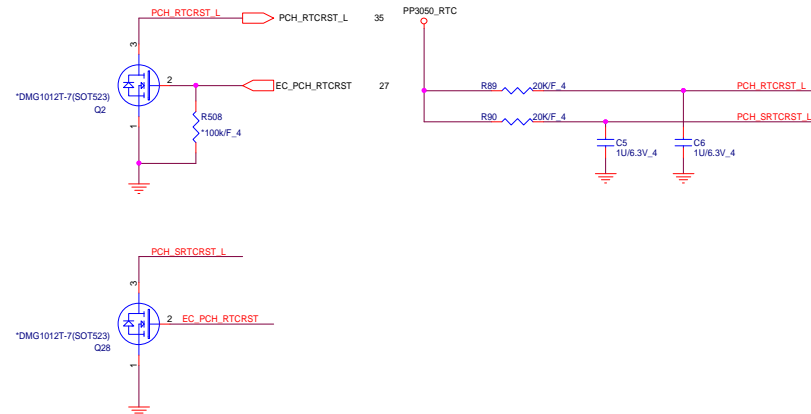 PCH_RTCRST_L
PCH_RTCRST_L 35
PP3050_RTC
3
*DMG1012T-7(SOT523)
Q2
2
EC_PCH_RTCRST 27
1
R508
*100k/F_4
R89 20K/F_4 PCH_RTCRST_L
R90 20K/F_4 PCH_SRTCRST_L
C5
1U/6.3V_4
C6
1U/6.3V_4
PCH_SRTCRST_L
3
*DMG1012T-7(SOT523)
Q28
2 EC_PCH_RTCRST
1